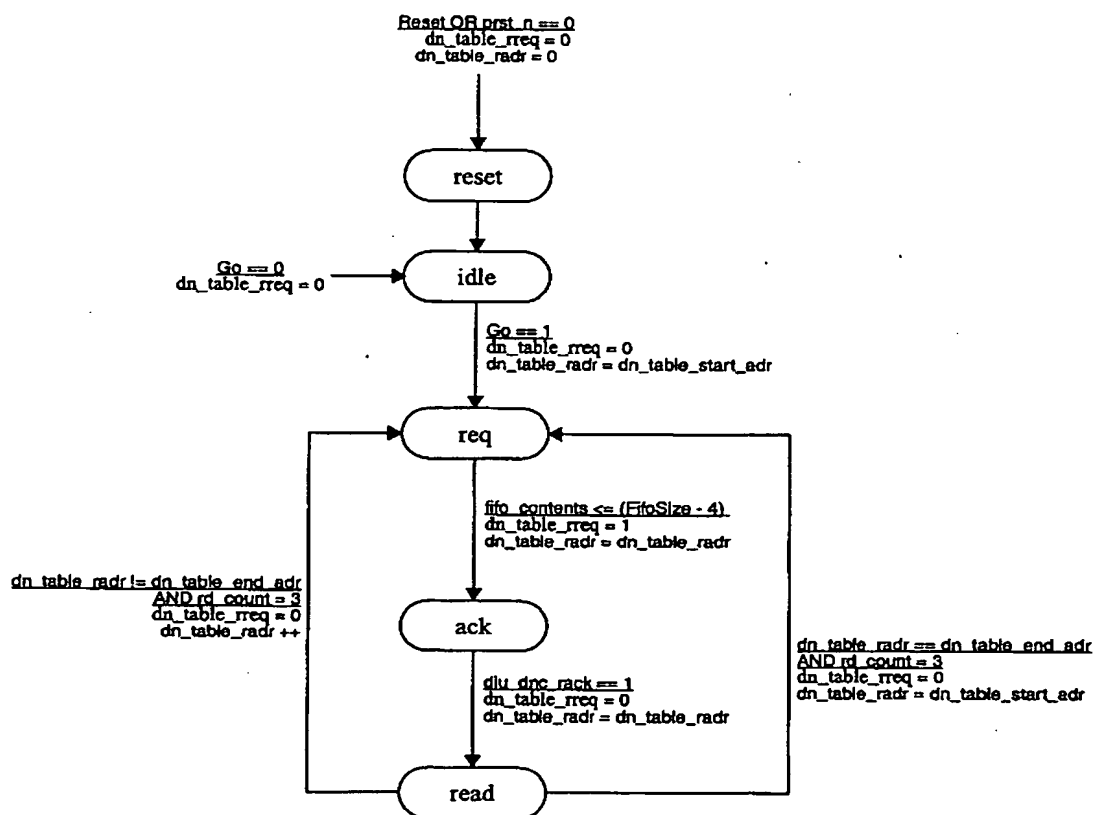 Reset OR prst_n == 0
dn_table_rreq = 0
dn_table_radr = 0
reset
Go == 0
dn_table_rreq = 0
idle
Go == 1
dn_table_rreq = 0
dn_table_radr = dn_table_start_adr
req
fifo_contents <= (FifoSize - 4)
dn_table_rreq = 1
dn_table_radr = dn_table_radr
dn_table_radr != dn_table_end_adr
AND rd_count = 3
dn_table_rreq = 0
dn_table_radr ++
ack
dn_table_radr == dn_table_end_adr
AND rd_count = 3
dn_table_rreq = 0
dn_table_radr = dn_table_start_adr
diu_dnc_rack == 1
dn_table_rreq = 0
dn_table_radr = dn_table_radr
read